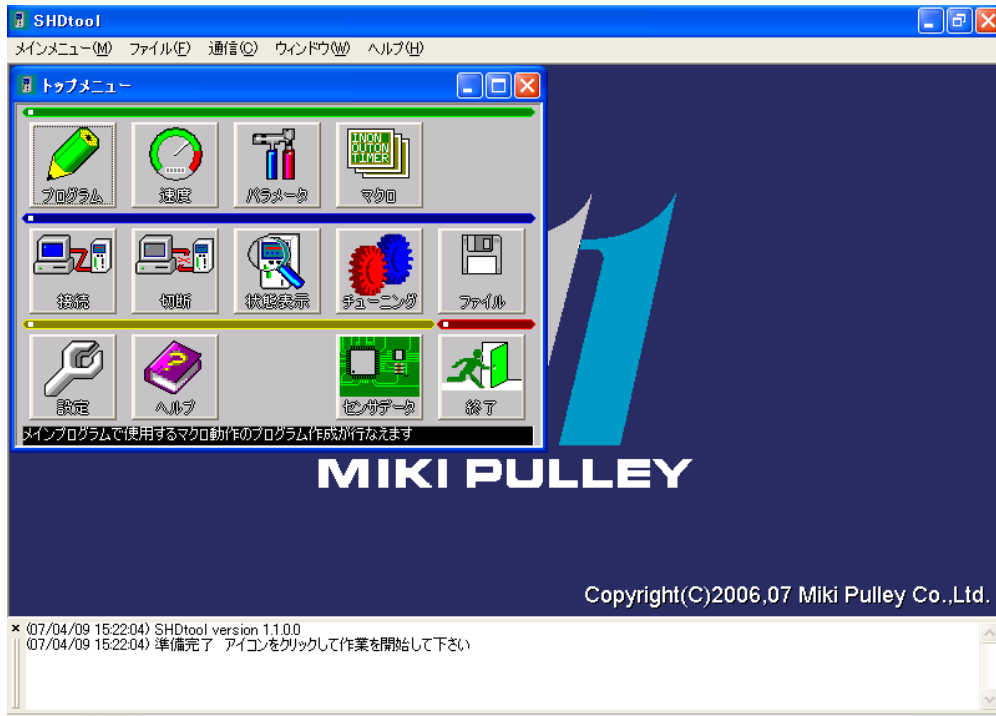 SHDtool
メインメニュー(M) ファイル(F) 通信(C) ウィンドウ(W) ヘルプ(H)
トップメニュー
INON
OUTON
TIMER
プログラム 速度 パラメータ マクロ
接続 切断 状態表示 チューニング ファイル
設定 ヘルプ センサデータ 終了
メインプログラムで使用するマクロ動作のプログラム作成が行なえます
MIKI PULLEY
Copyright(C)2006,07 Miki Pulley Co.,Ltd.
(07/04/09 15:22:04) SHDtool version 1.1.0.0
(07/04/09 15:22:04) 準備完了 アイコンをクリックして作業を開始して下さい